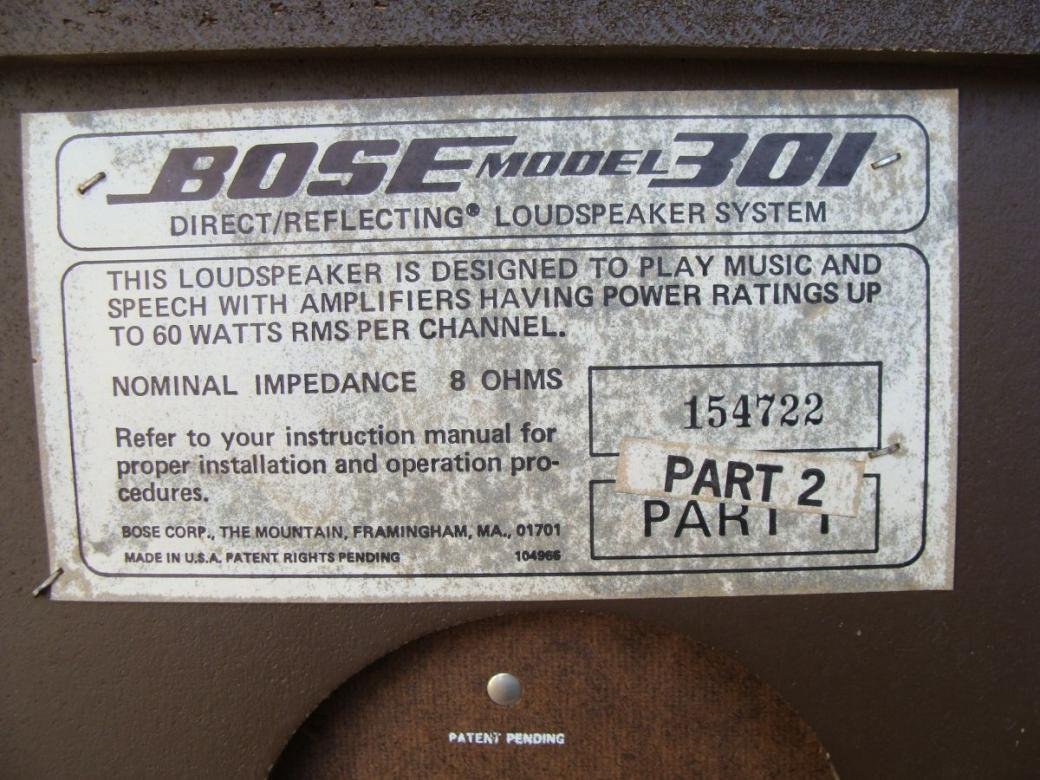 BOSE MODEL 301
DIRECT/REFLECTING® LOUDSPEAKER SYSTEM
THIS LOUDSPEAKER IS DESIGNED TO PLAY MUSIC AND
SPEECH WITH AMPLIFIERS HAVING POWER RATINGS UP
TO 60 WATTS RMS PER CHANNEL.
NOMINAL IMPEDANCE 8 OHMS
154722
Refer to your instruction manual for
proper installation and operation pro-
cedures.
PART 2
PART 1
BOSE CORP., THE MOUNTAIN, FRAMINGHAM, MA., 01701
MADE IN U.S.A. PATENT RIGHTS PENDING 104966
PATENT PENDING